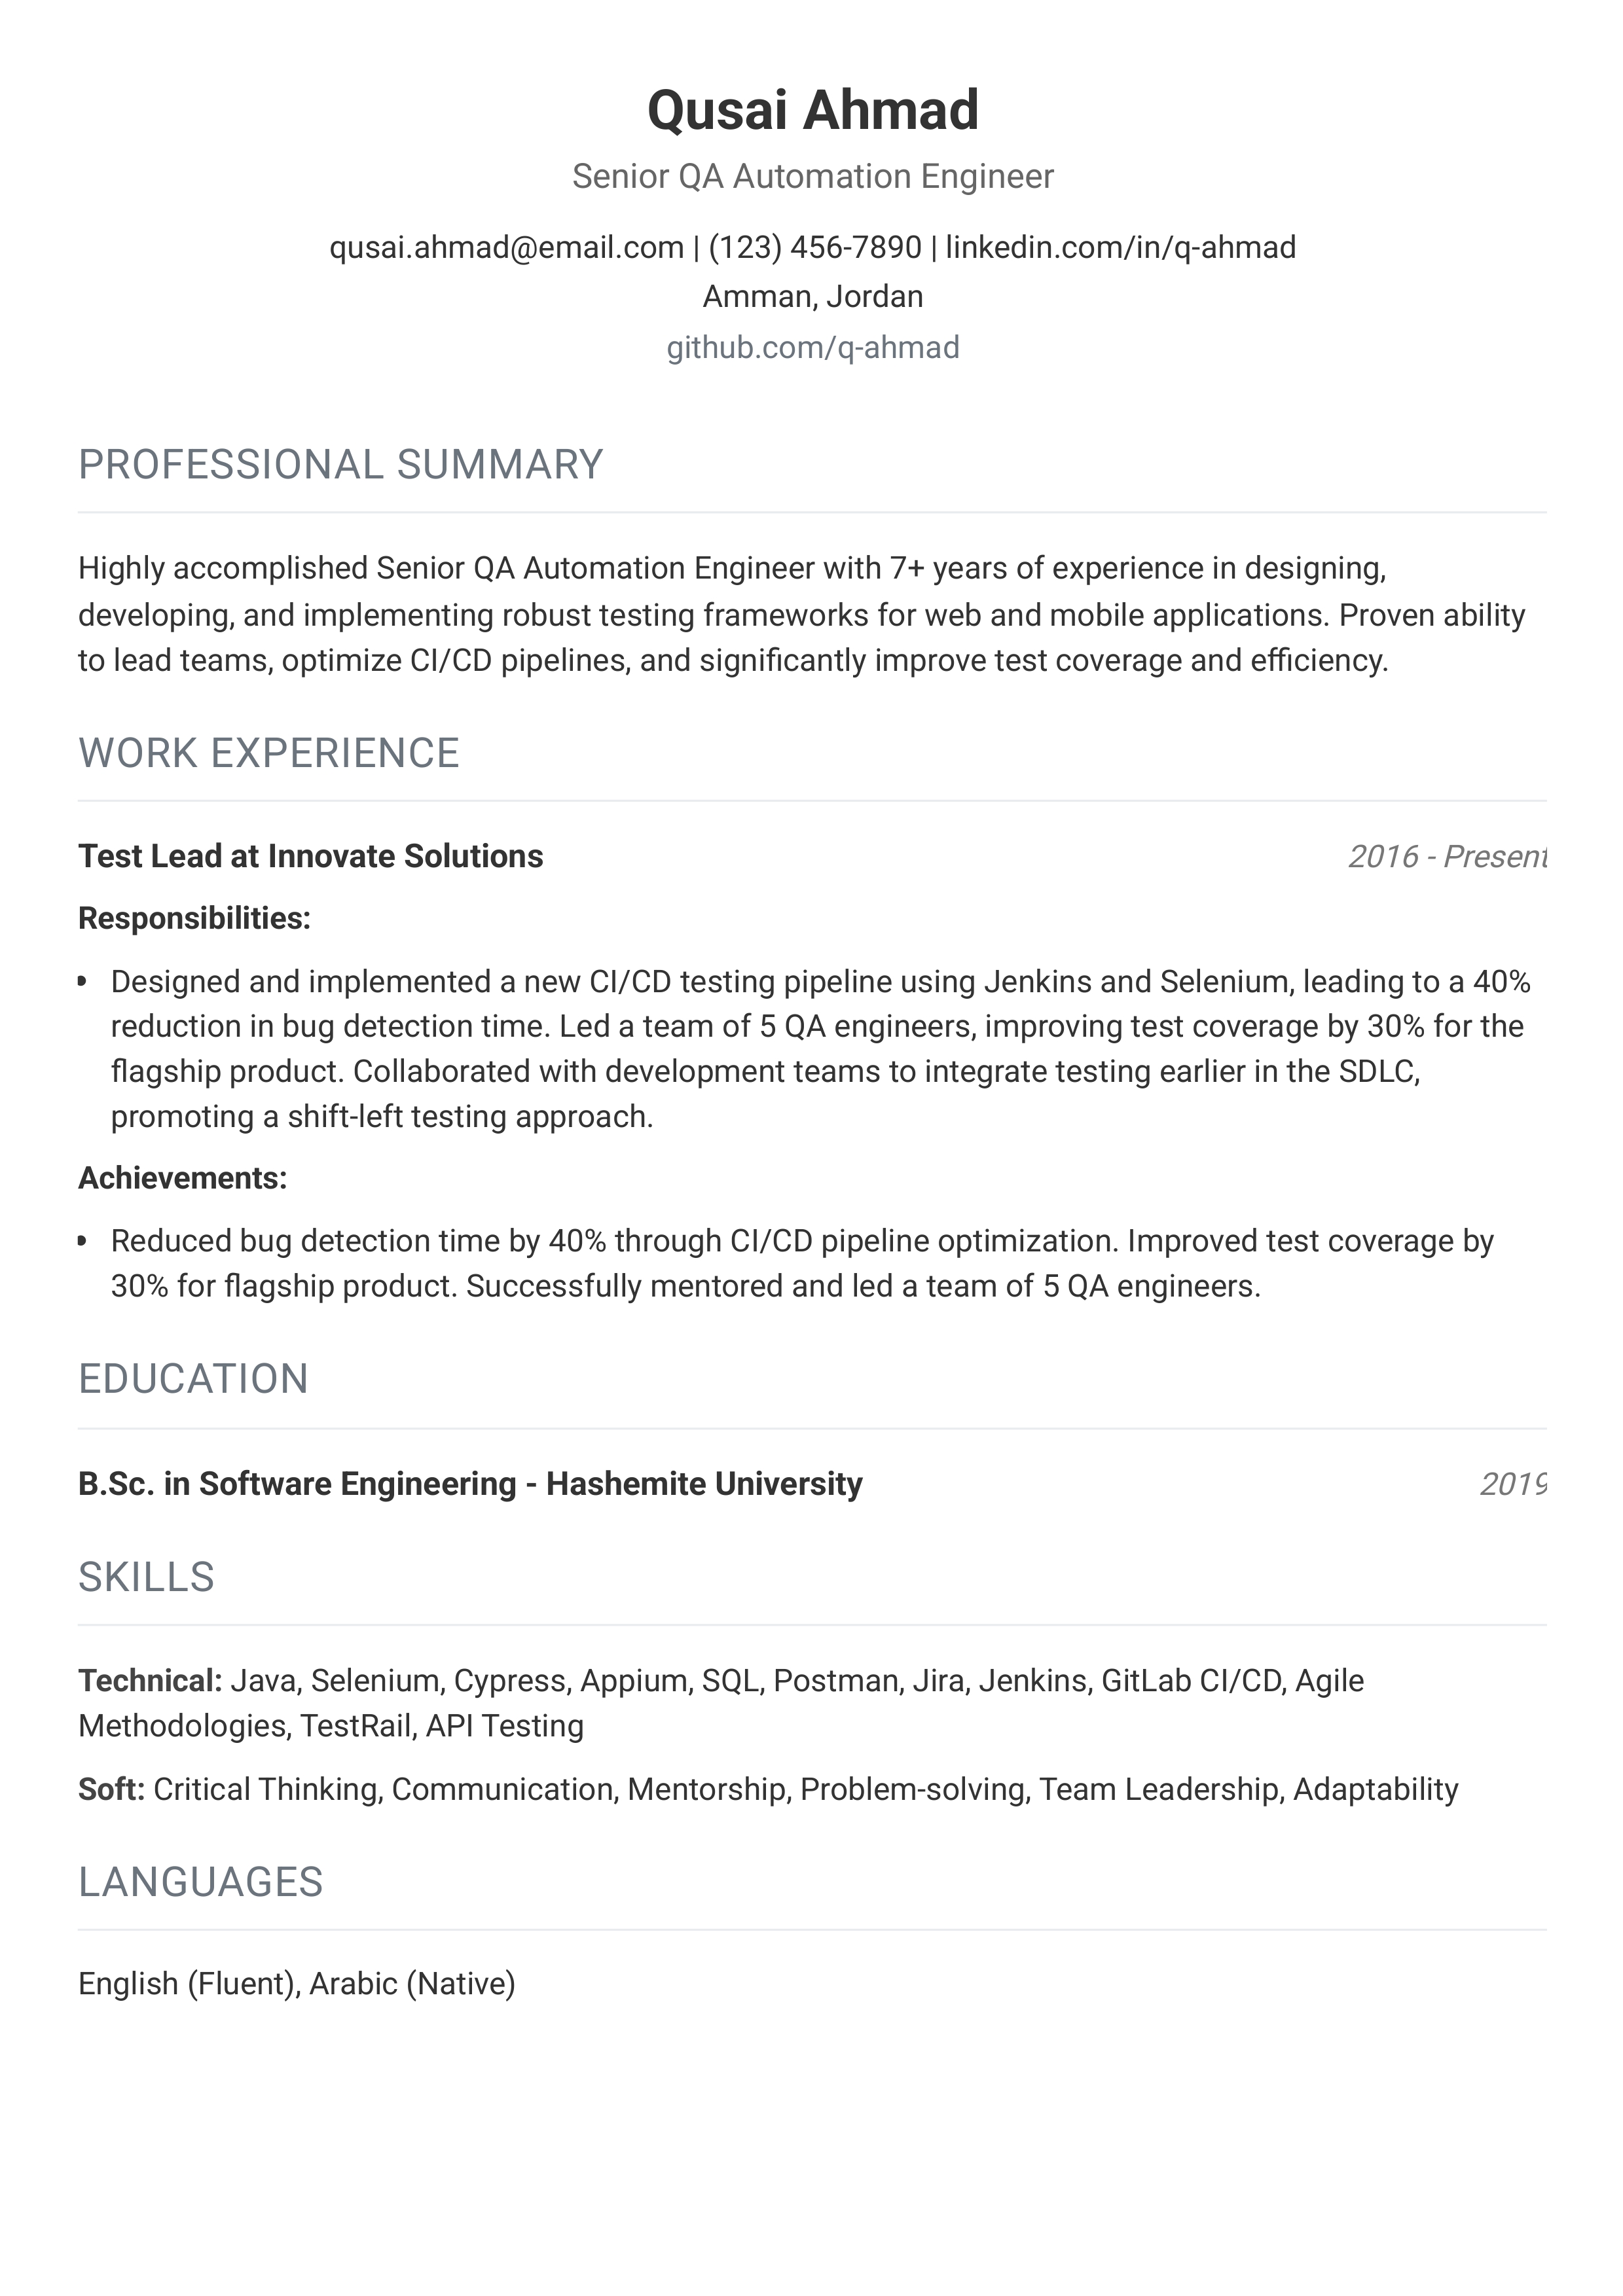 Qusai Ahmad
Senior QA Automation Engineer
qusai.ahmad@email.com | (123) 456-7890 | linkedin.com/in/q-ahmad
Amman, Jordan
github.com/q-ahmad
PROFESSIONAL SUMMARY
Highly accomplished Senior QA Automation Engineer with 7+ years of experience in designing,
developing, and implementing robust testing frameworks for web and mobile applications. Proven ability
to lead teams, optimize CI/CD pipelines, and significantly improve test coverage and efficiency.
WORK EXPERIENCE
Test Lead at Innovate Solutions 2016 - Present
Responsibilities:
• Designed and implemented a new CI/CD testing pipeline using Jenkins and Selenium, leading to a 40%
reduction in bug detection time. Led a team of 5 QA engineers, improving test coverage by 30% for the
flagship product. Collaborated with development teams to integrate testing earlier in the SDLC,
promoting a shift-left testing approach.
Achievements:
• Reduced bug detection time by 40% through CI/CD pipeline optimization. Improved test coverage by
30% for flagship product. Successfully mentored and led a team of 5 QA engineers.
EDUCATION
B.Sc. in Software Engineering - Hashemite University 2019
SKILLS
Technical: Java, Selenium, Cypress, Appium, SQL, Postman, Jira, Jenkins, GitLab CI/CD, Agile
Methodologies, TestRail, API Testing
Soft: Critical Thinking, Communication, Mentorship, Problem-solving, Team Leadership, Adaptability
LANGUAGES
English (Fluent), Arabic (Native)